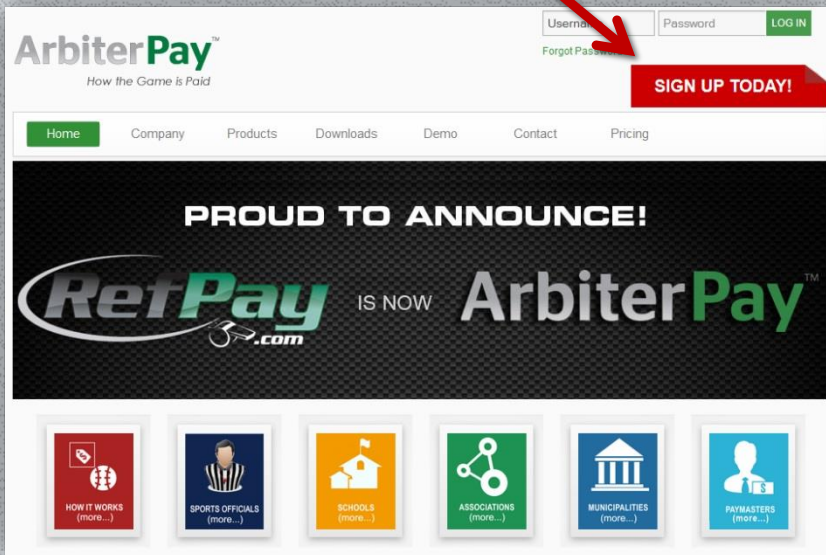 Username
Password
LOG IN
Forgot Password
ArbiterPay™
How the Game is Paid
SIGN UP TODAY!
Home
Company
Products
Downloads
Demo
Contact
Pricing
PROUD TO ANNOUNCE!
RefPay.com
IS NOW
ArbiterPay™
HOW IT WORKS
(more...)
SPORTS OFFICIALS
(more...)
SCHOOLS
(more...)
ASSOCIATIONS
(more...)
MUNICIPALITIES
(more...)
PAYMASTERS
(more...)